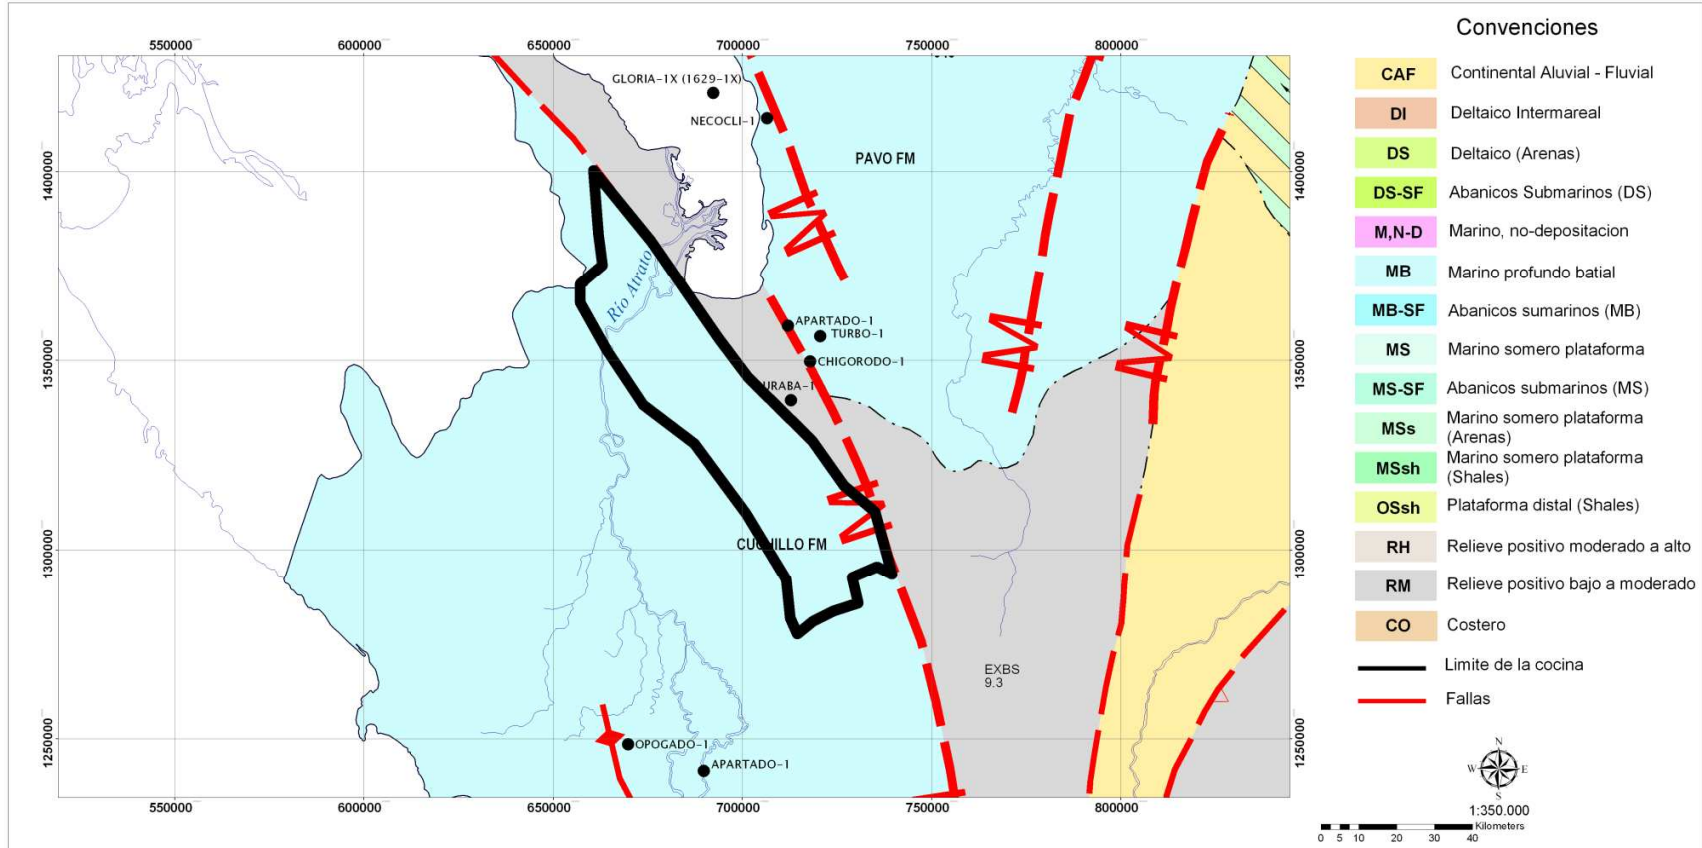 Convenciones
550000 600000 650000 700000 750000 800000
GLORIA-1X (1629-1X)
NECOCLI-1
PAVO FM
1400000
1400000
Río Atrato
APARTADO-1
TURBO-1
1350000
CHIGORODO-1
1350000
URABA-1
CUCHILLO FM
1300000
1300000
EXBS
9.3
1250000
OPOGADO-1
APARTADO-1
1250000
550000 600000 650000 700000 750000 800000
CAF Continental Aluvial - Fluvial
DI Deltaico Intermareal
DS Deltaico (Arenas)
DS-SF Abanicos Submarinos (DS)
M,N-D Marino, no-depositacion
MB Marino profundo batial
MB-SF Abanicos sumarinos (MB)
MS Marino somero plataforma
MS-SF Abanicos submarinos (MS)
MSs Marino somero plataforma
(Arenas)
MSsh Marino somero plataforma
(Shales)
OSsh Plataforma distal (Shales)
RH Relieve positivo moderado a alto
RM Relieve positivo bajo a moderado
CO Costero
Limite de la cocina
Fallas
N
W E
S
1:350.000
Kilometers
0 5 10 20 30 40